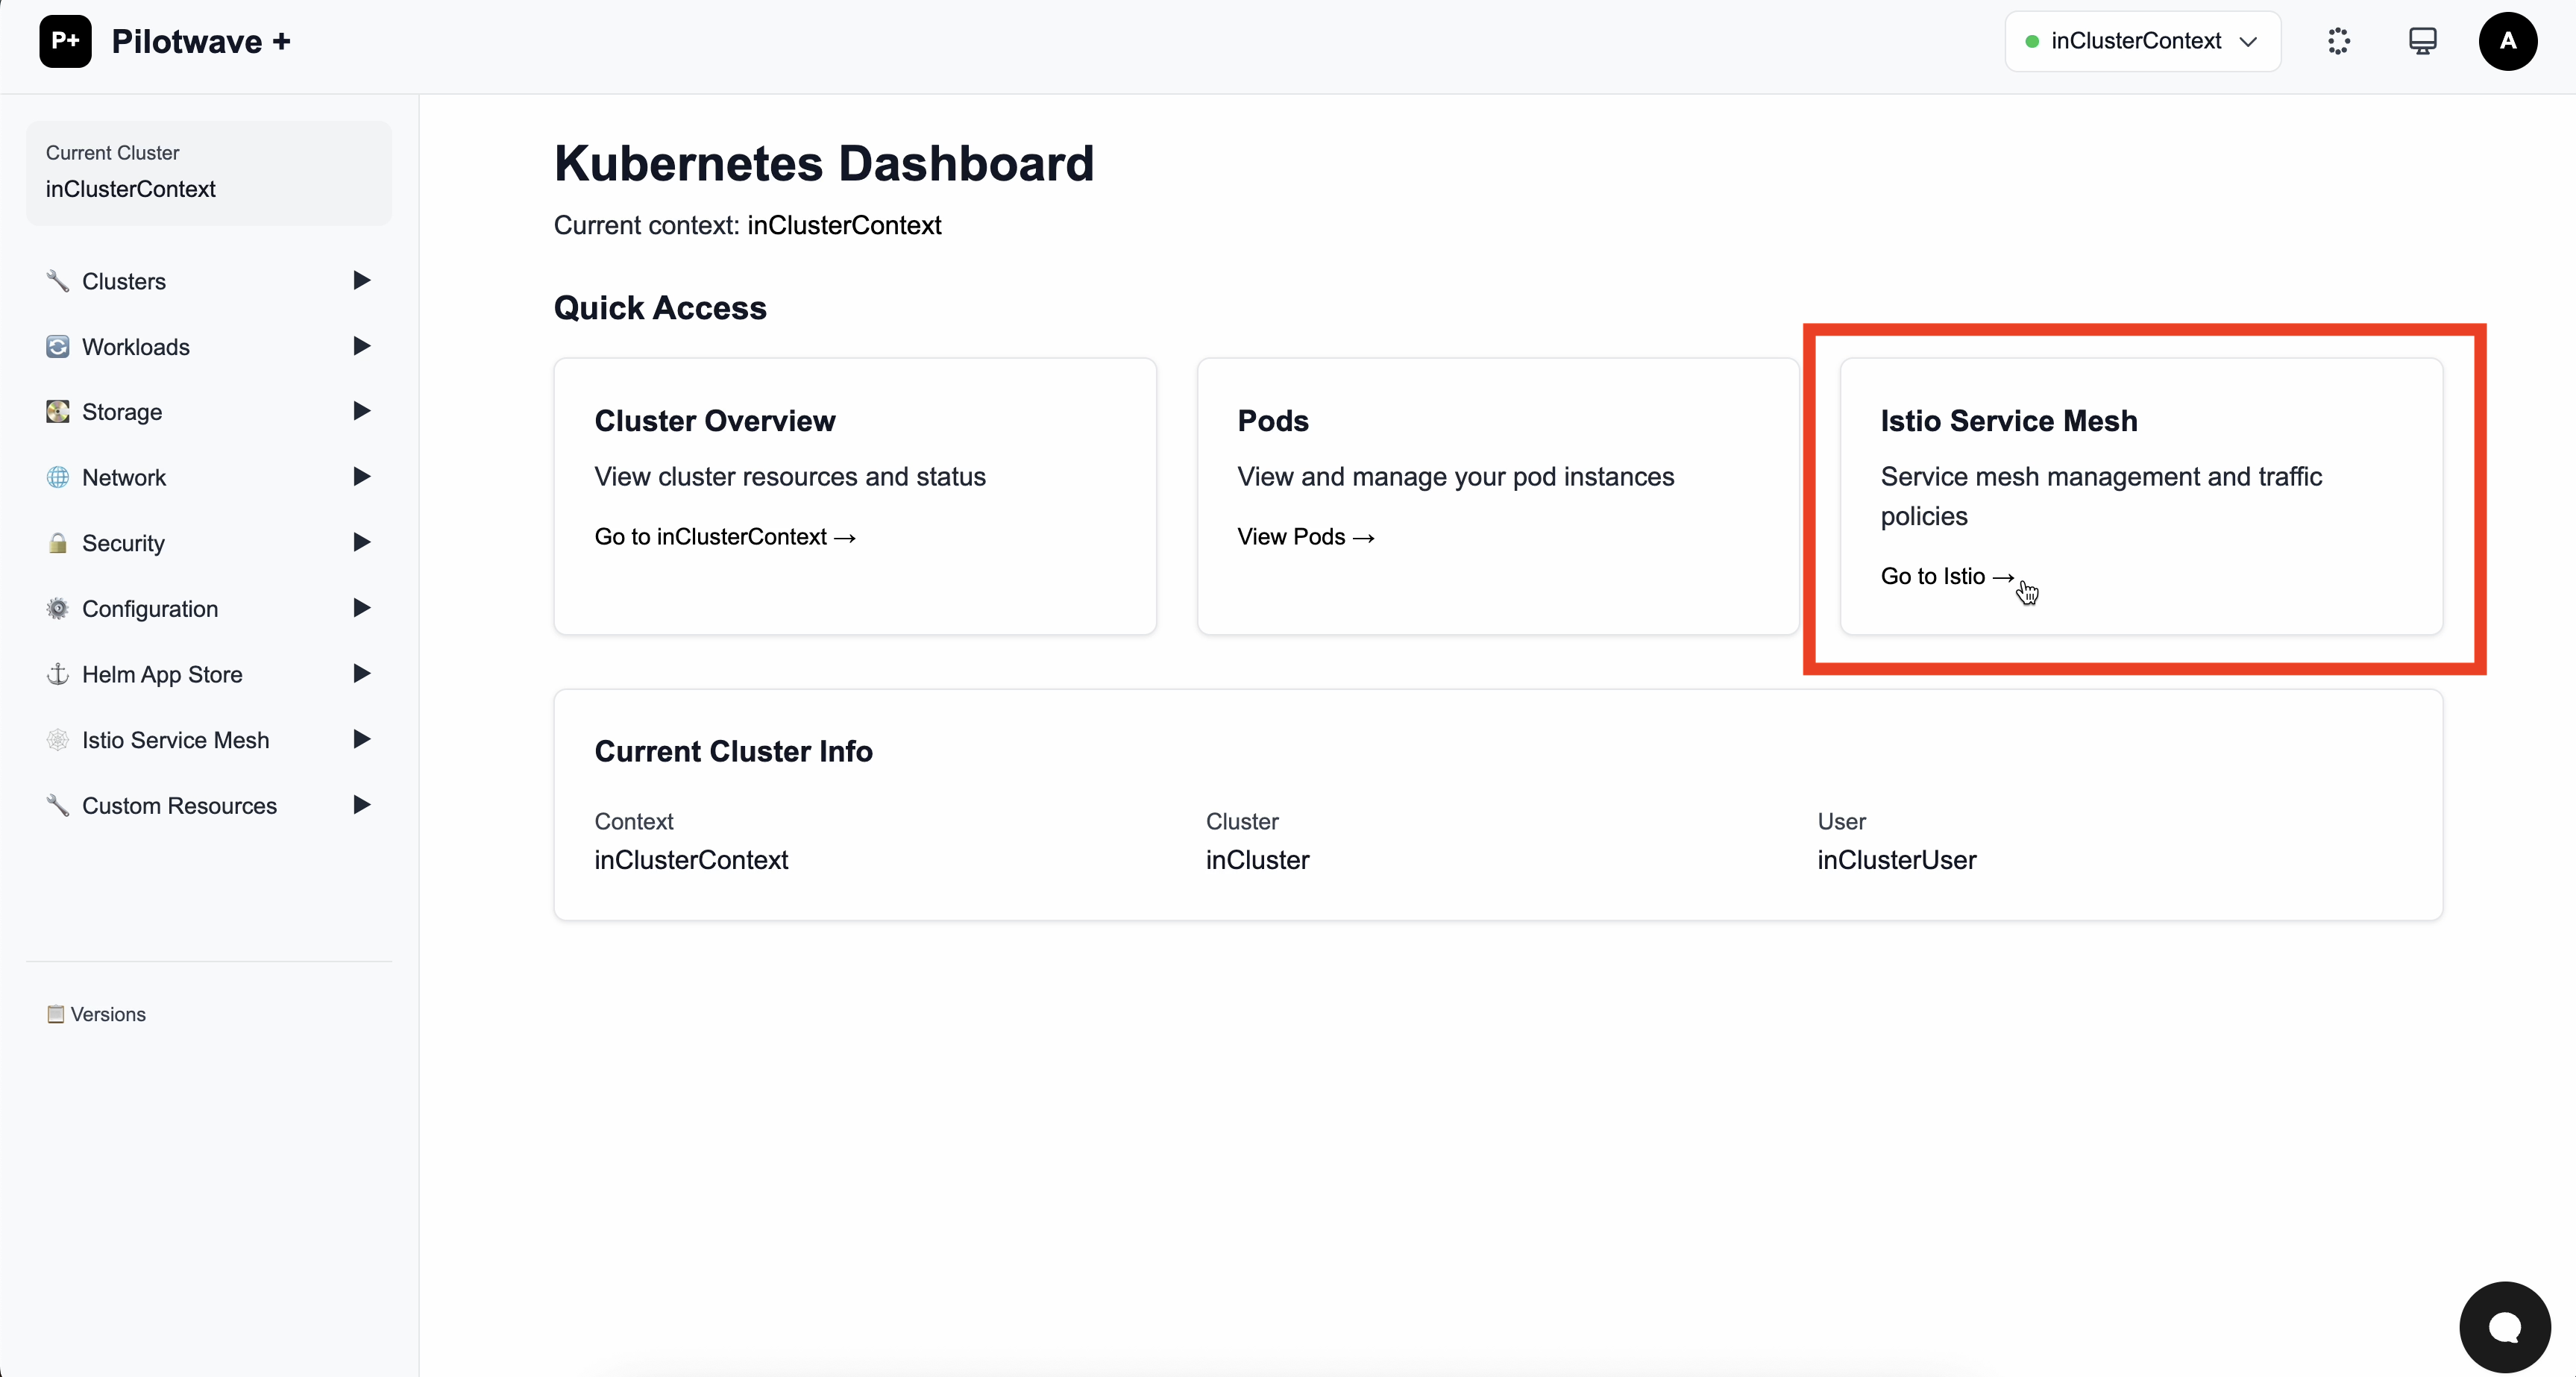 P+ Pilotwave +
inClusterContext
A
Current Cluster
inClusterContext
Clusters
Workloads
Storage
Network
Security
Configuration
Helm App Store
Istio Service Mesh
Custom Resources
Versions
Kubernetes Dashboard
Current context: inClusterContext
Quick Access
Cluster Overview
View cluster resources and status
Go to inClusterContext →
Pods
View and manage your pod instances
View Pods →
Istio Service Mesh
Service mesh management and traffic
policies
Go to Istio →
Current Cluster Info
Context
inClusterContext
Cluster
inCluster
User
inClusterUser